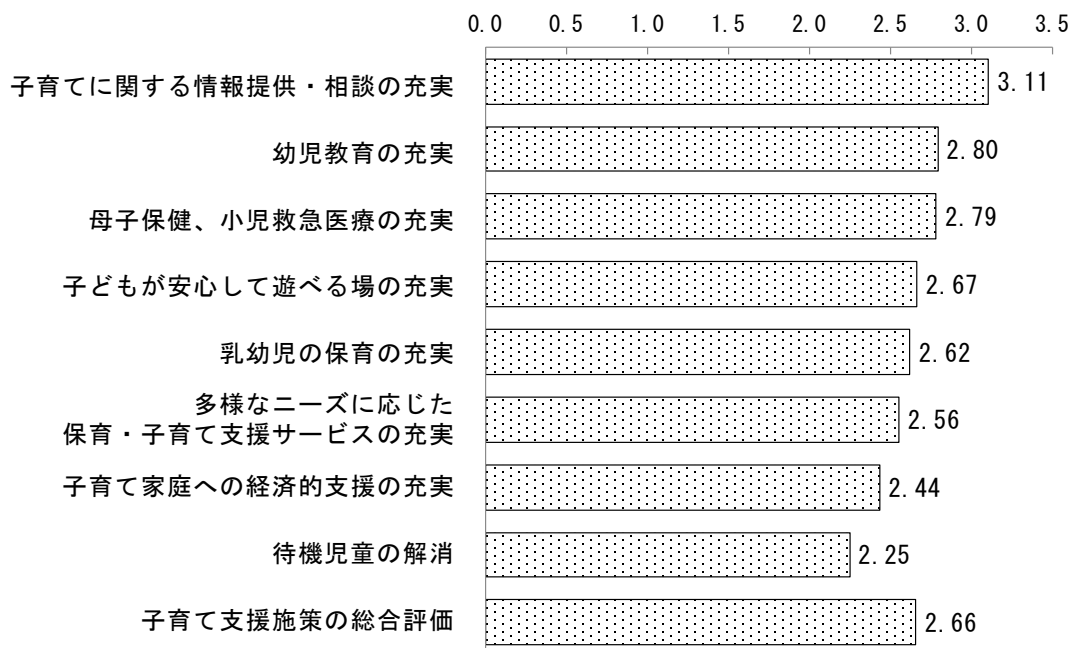 0.0 0.5 1.0 1.5 2.0 2.5 3.0 3.5
子育てに関する情報提供・相談の充実 3.11
幼児教育の充実 2.80
母子保健、小児救急医療の充実 2.79
子どもが安心して遊べる場の充実 2.67
乳幼児の保育の充実 2.62
多様なニーズに応じた
保育・子育て支援サービスの充実 2.56
子育て家庭への経済的支援の充実 2.44
待機児童の解消 2.25
子育て支援施策の総合評価 2.66